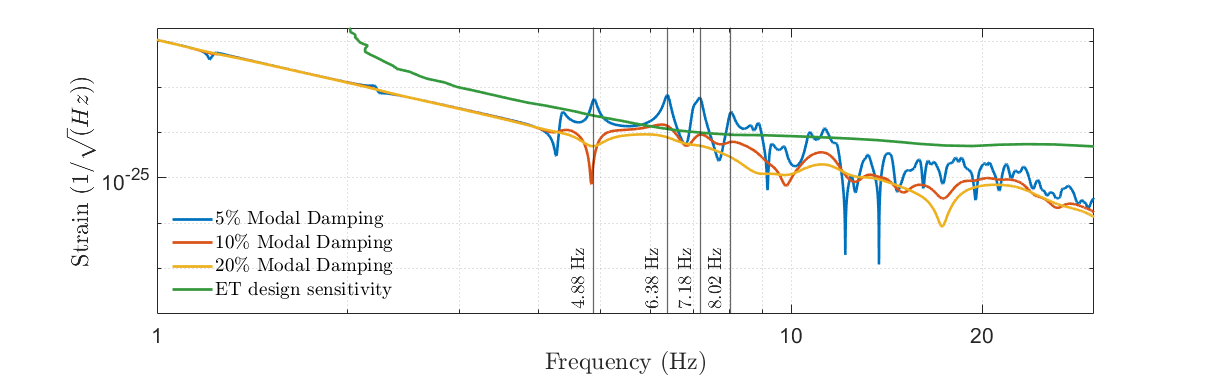 Strain (1/√(Hz))
10^-25
5% Modal Damping
10% Modal Damping
20% Modal Damping
ET design sensitivity
4.88 Hz
6.38 Hz
7.18 Hz
8.02 Hz
1
10
20
Frequency (Hz)